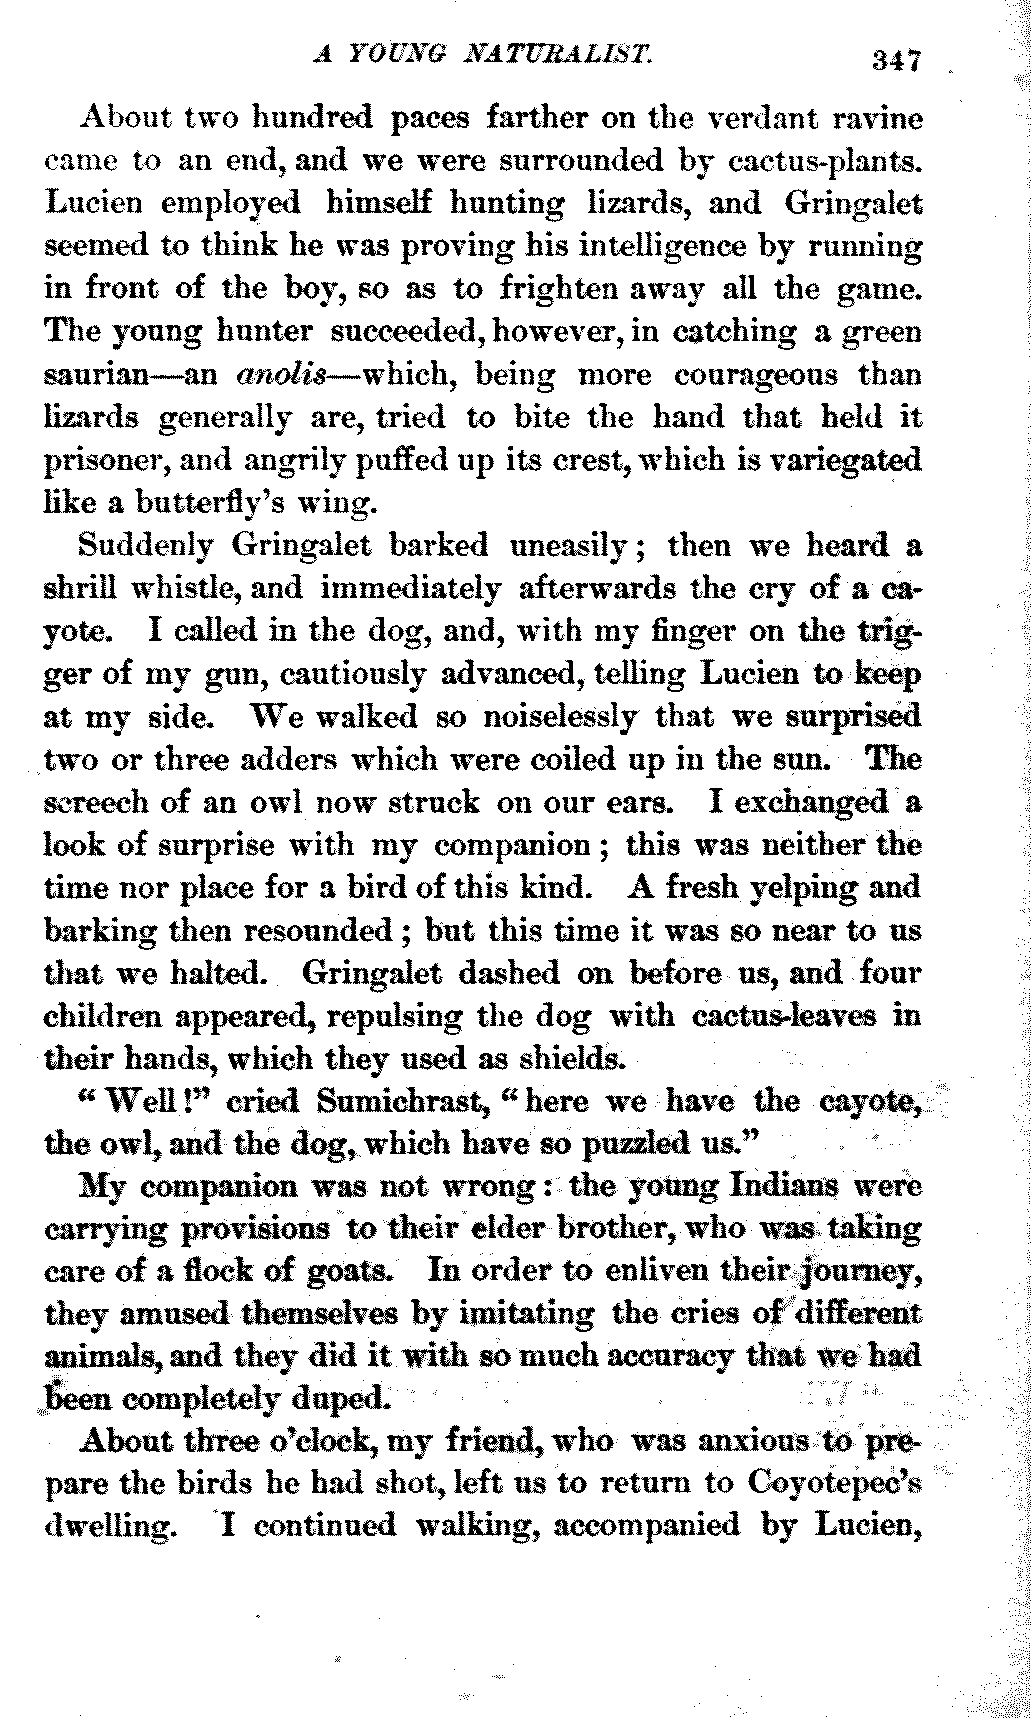 A YOUNG NATURALIST. 347
About two hundred paces farther on the verdant ravine
came to an end, and we were surrounded by cactus-plants.
Lucien employed himself hunting lizards, and Gringalet
seemed to think he was proving his intelligence by running
in front of the boy, so as to frighten away all the game.
The young hunter succeeded, however, in catching a green
saurian—an anolis—which, being more courageous than
lizards generally are, tried to bite the hand that held it
prisoner, and angrily puffed up its crest, which is variegated
like a butterfly's wing.
Suddenly Gringalet barked uneasily; then we heard a
shrill whistle, and immediately afterwards the cry of a ca-
yote. I called in the dog, and, with my finger on the trig-
ger of my gun, cautiously advanced, telling Lucien to keep
at my side. We walked so noiselessly that we surprised
two or three adders which were coiled up in the sun. The
screech of an owl now struck on our ears. I exchanged a
look of surprise with my companion; this was neither the
time nor place for a bird of this kind. A fresh yelping and
barking then resounded; but this time it was so near to us
that we halted. Gringalet dashed on before us, and four
children appeared, repulsing the dog with cactus-leaves in
their hands, which they used as shields.
"Well!" cried Sumichrast, "here we have the cayote,
the owl, and the dog, which have so puzzled us."
My companion was not wrong: the young Indians were
carrying provisions to their elder brother, who was taking
care of a flock of goats. In order to enliven their journey,
they amused themselves by imitating the cries of different
animals, and they did it with so much accuracy that we had
been completely duped.
About three o'clock, my friend, who was anxious to pre-
pare the birds he had shot, left us to return to Coyotepec's
dwelling. I continued walking, accompanied by Lucien,